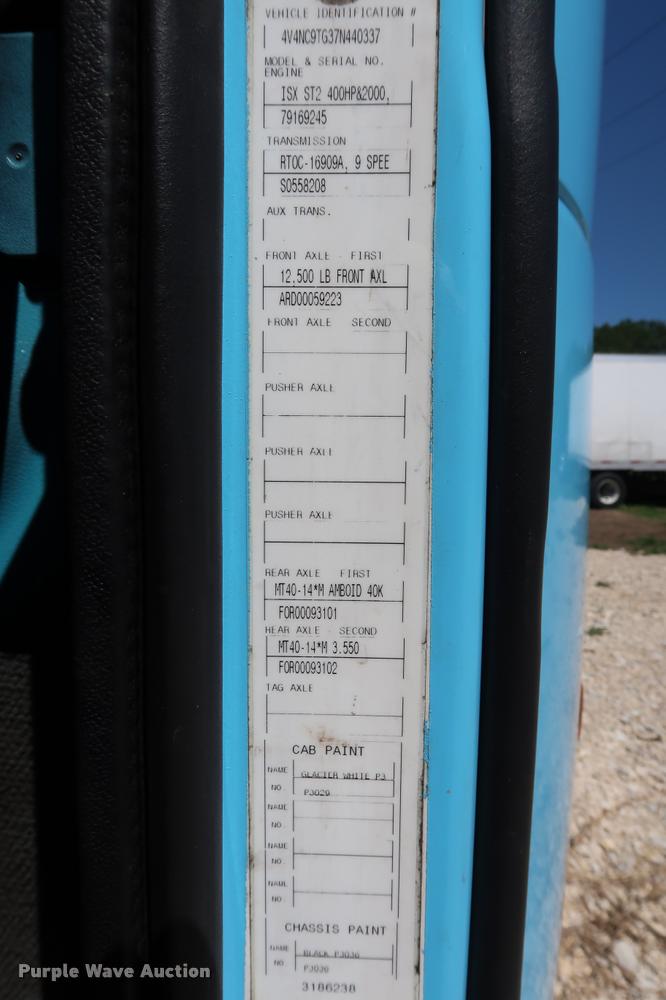 VEHICLE IDENTIFICATION #
4V4NC9TG37N440337
MODEL & SERIAL NO.
ENGINE
ISX ST2 400HP&2000,
79169245
TRANSMISSION
RTOC-16909A, 9 SPEE
S0558208
AUX TRANS.
FRONT AXLE - FIRST
12,500 LB FRONT AXL
ARD00059223
FRONT AXLE SECOND
PUSHER AXLE
PUSHER AXLE
PUSHER AXLE
REAR AXLE FIRST
MT40-14*M AMBOID 40K
FOR00093101
REAR AXLE - SECOND
MT40-14*M 3.550
FOR00093102
TAG AXLE
CAB PAINT
NAME GLACIER WHITE P3
NO. P3029
NAME
NO.
NAME
NO.
NAME
NO.
CHASSIS PAINT
NAME BLACK P3036
NO P3036
3186238
Purple Wave Auction